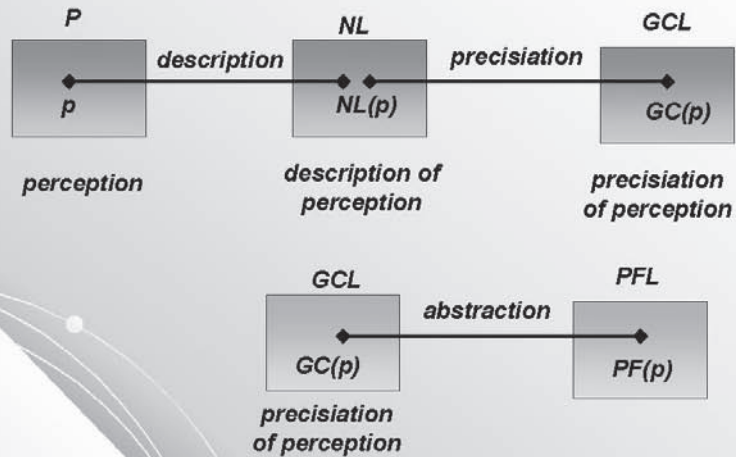 P NL GCL
description precisiation
p NL(p) GC(p)
perception description of perception precisiation of perception
GCL PFL
abstraction
GC(p) PF(p)
precisiation
of perception